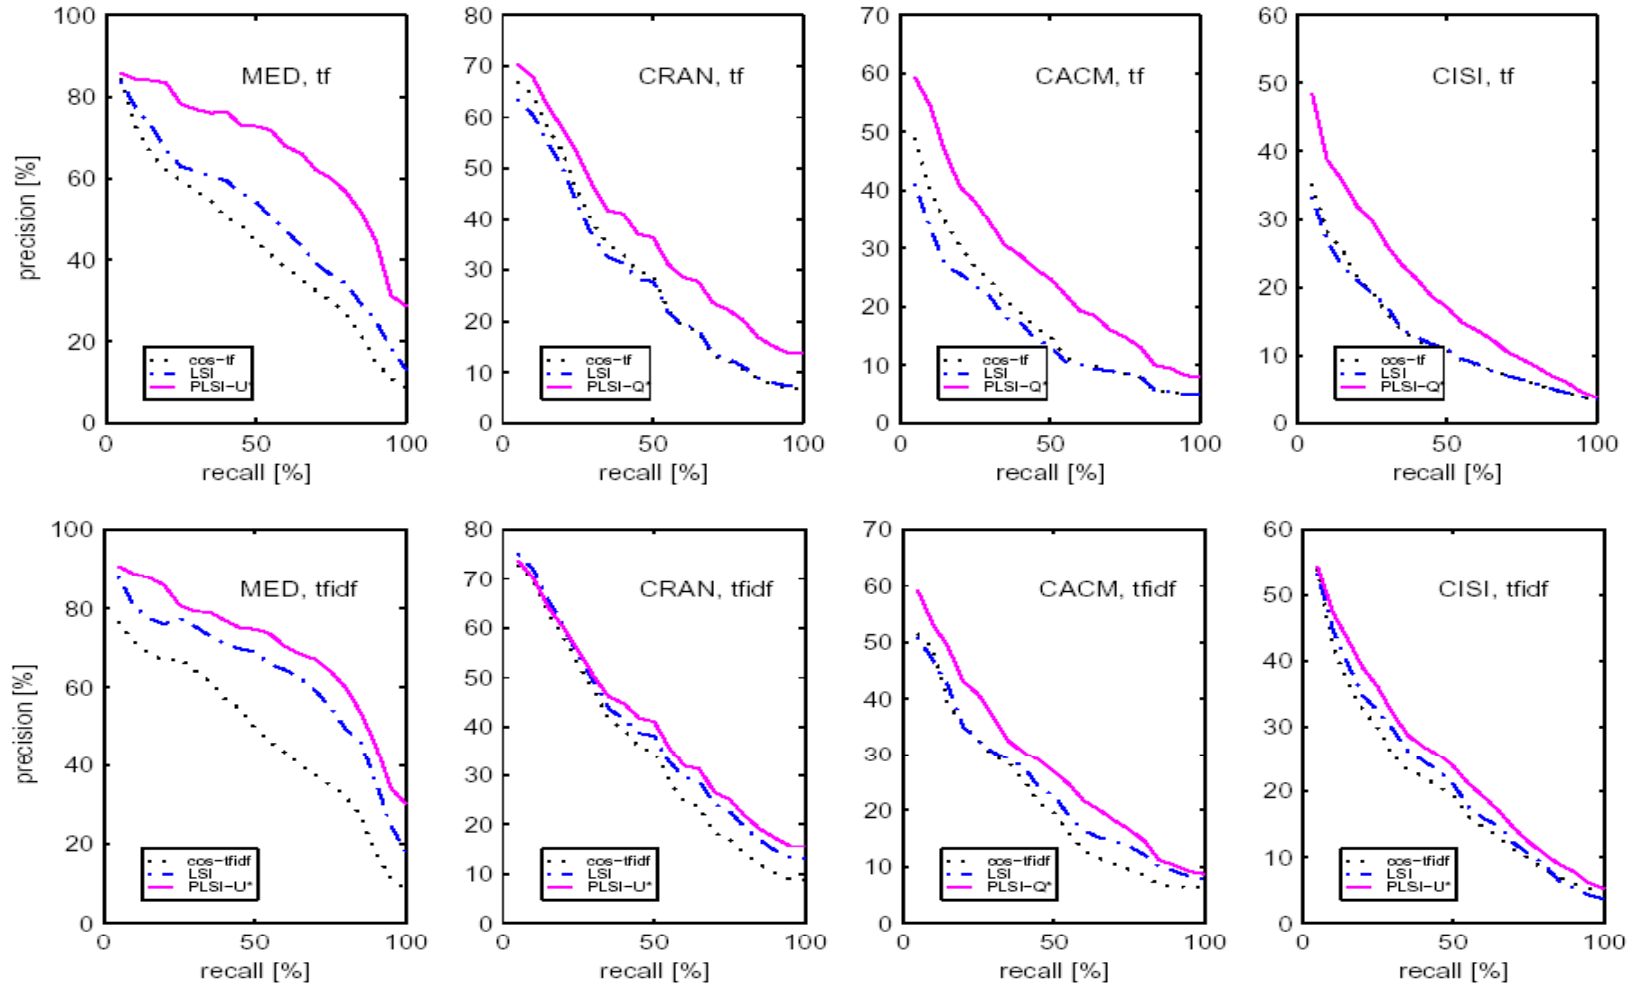 MED, tf
100
80
60
40
20
0
precision [%]
cos-tf
LSI
PLSI-U*
0 50 100
recall [%]
CRAN, tf
80
70
60
50
40
30
20
10
0
cos-tf
LSI
PLSI-Q*
0 50 100
recall [%]
CACM, tf
70
60
50
40
30
20
10
0
cos-tf
LSI
PLSI-Q*
0 50 100
recall [%]
CISI, tf
60
50
40
30
20
10
0
cos-tf
LSI
PLSI-Q*
0 50 100
recall [%]
MED, tfidf
100
80
60
40
20
0
precision [%]
cos-tfidf
LSI
PLSI-U*
0 50 100
recall [%]
CRAN, tfidf
80
70
60
50
40
30
20
10
0
cos-tfidf
LSI
PLSI-U*
0 50 100
recall [%]
CACM, tfidf
70
60
50
40
30
20
10
0
cos-tfidf
LSI
PLSI-Q*
0 50 100
recall [%]
CISI, tfidf
60
50
40
30
20
10
0
cos-tfidf
LSI
PLSI-U*
0 50 100
recall [%]